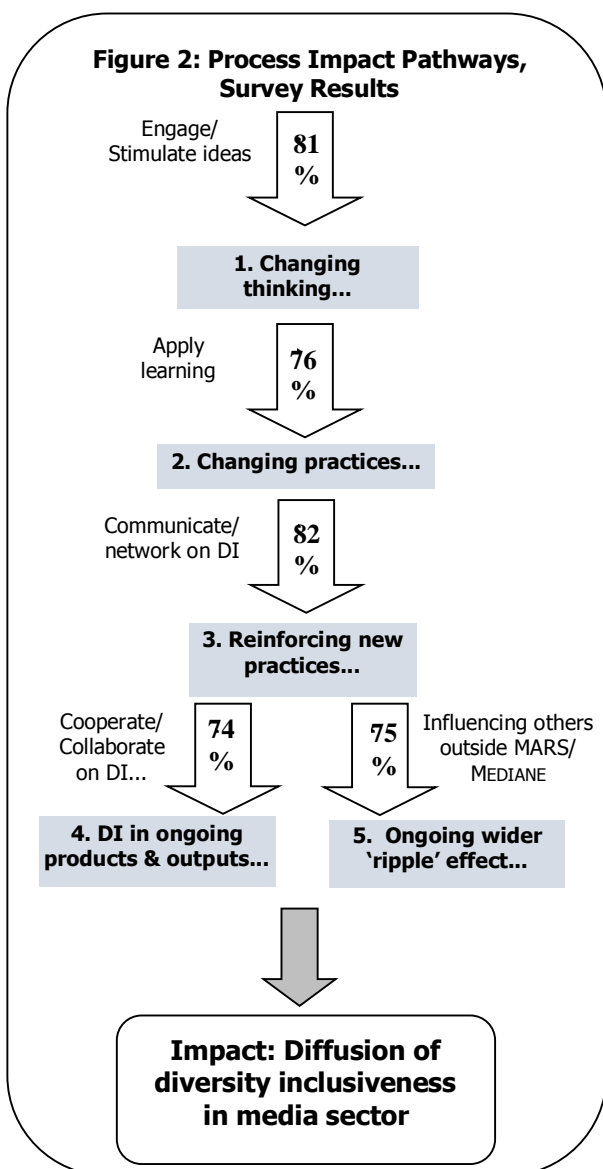 Figure 2: Process Impact Pathways,
Survey Results
Engage/
Stimulate ideas
81
%
1. Changing
thinking...
Apply
learning
76
%
2. Changing practices...
Communicate/
network on DI
82
%
3. Reinforcing new
practices...
Cooperate/
Collaborate
on DI...
74
%
75
%
Influencing others
outside MARS/
MEDIANE
4. DI in ongoing
products & outputs...
5. Ongoing wider
‘ripple’ effect...
Impact: Diffusion of
diversity inclusiveness
in media sector